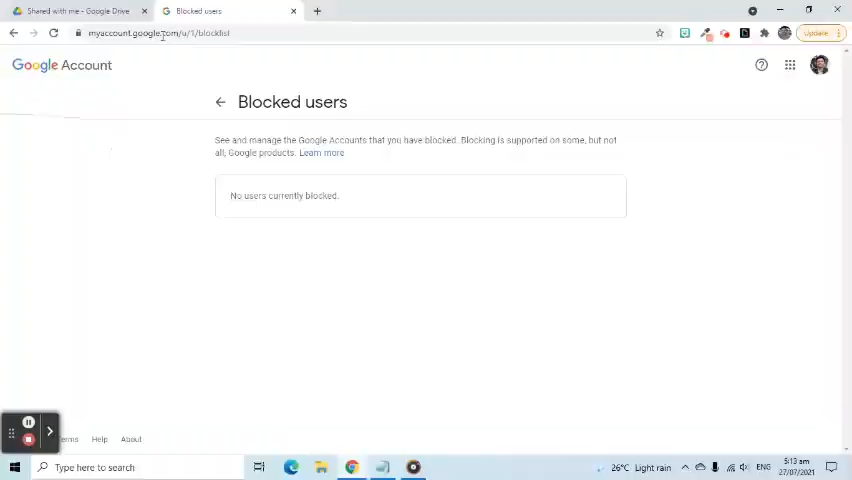 Shared with me - Google Drive
Blocked users
myaccount.google.com/u/1/blocklist
Update
Google Account
Blocked users
See and manage the Google Accounts that you have blocked. Blocking is supported on some, but not
all, Google products. Learn more
No users currently blocked.
Terms Help About
Type here to search
26°C Light rain
ENG
5:13 am
27/07/2021